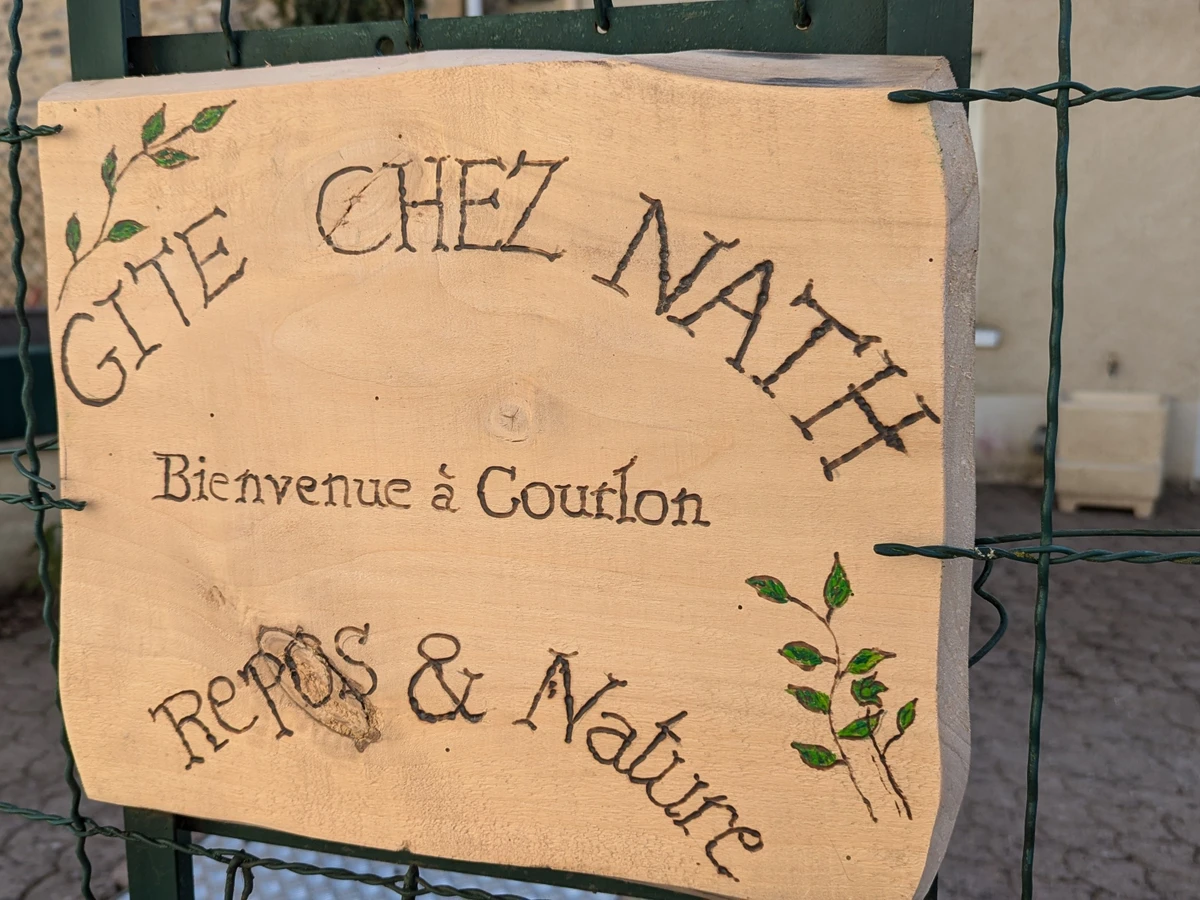 GITE CHEZ NATH
Bienvenue à Courlon
Repos & Nature